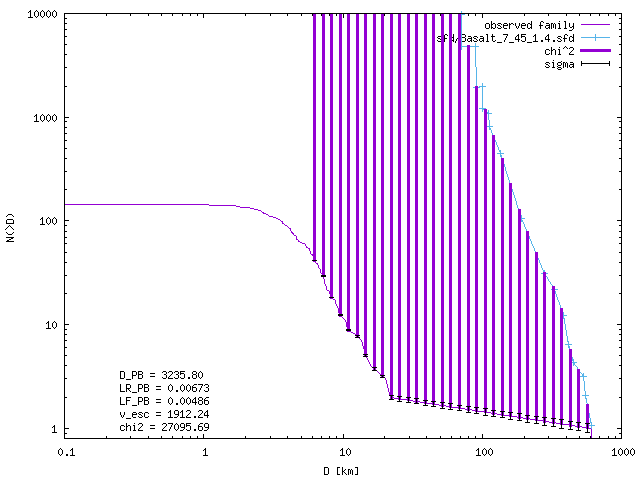 10000
1000
100
10
1
N(>D)
observed family
sfd/Basalt_7_45_1.4.sfd
chi^2
sigma
D_PB = 3235.80
LR_PB = 0.00673
LF_PB = 0.00486
v_esc = 1912.24
chi2 = 27095.69
0.1 1 10 100 1000
D [km]